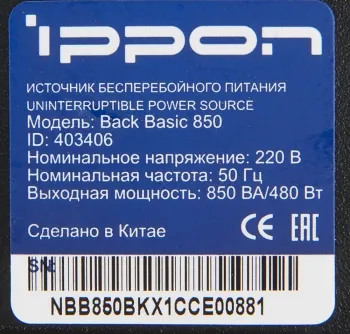 ippon
ИСТОЧНИК БЕСПЕРЕБОЙНОГО ПИТАНИЯ
UNINTERRUPTIBLE POWER SOURCE
Модель: Back Basic 850
ID: 403406
Номинальное напряжение: 220 В
Номинальная частота: 50 Гц
Выходная мощность: 850 ВА/480 Вт
Сделано в Китае CE EAC
SN:
NBB850BKX1CCE00881